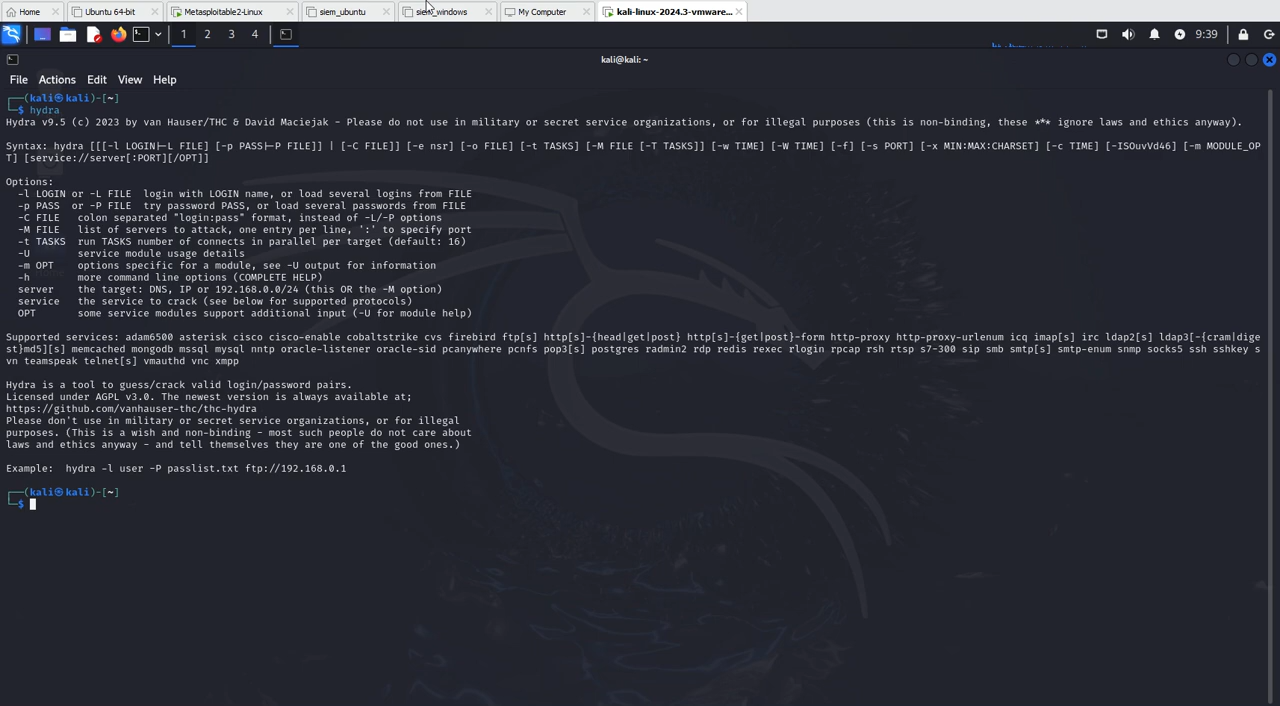 Home
Ubuntu 64-bit
Metasploitable2-Linux
siem_ubuntu
siem_windows
My Computer
kali-linux-2024.3-vmware...
1 2 3 4
9:39
kali@kali: ~
File Actions Edit View Help
┌──(kali㉿kali)-[~]
└─$ hydra
Hydra v9.5 (c) 2023 by van Hauser/THC & David Maciejak - Please do not use in military or secret service organizations, or for illegal purposes (this is non-binding, these *** ignore laws and ethics anyway).
Syntax: hydra [[[-l LOGIN|-L FILE] [-p PASS|-P FILE]] | [-C FILE]] [-e nsr] [-o FILE] [-t TASKS] [-M FILE [-T TASKS]] [-w TIME] [-W TIME] [-f] [-s PORT] [-x MIN:MAX:CHARSET] [-c TIME] [-ISOuvVd46] [-m MODULE_OP
T] [service://server[:PORT][/OPT]]
Options:
-l LOGIN or -L FILE login with LOGIN name, or load several logins from FILE
-p PASS or -P FILE try password PASS, or load several passwords from FILE
-C FILE colon separated "login:pass" format, instead of -L/-P options
-M FILE list of servers to attack, one entry per line, ':' to specify port
-t TASKS run TASKS number of connects in parallel per target (default: 16)
-U service module usage details
-m OPT options specific for a module, see -U output for information
-h more command line options (COMPLETE HELP)
server the target: DNS, IP or 192.168.0.0/24 (this OR the -M option)
service the service to crack (see below for supported protocols)
OPT some service modules support additional input (-U for module help)
Supported services: adam6500 asterisk cisco cisco-enable cobaltstrike cvs firebird ftp[s] http[s]-{head|get|post} http[s]-{get|post}-form http-proxy http-proxy-urlenum icq imap[s] irc ldap2[s] ldap3[-{cram|dige
st}md5][s] memcached mongodb mssql mysql nntp oracle-listener oracle-sid pcanywhere pcnfs pop3[s] postgres radmin2 rdp redis rexec rlogin rpcap rsh rtsp s7-300 sip smb smtp[s] smtp-enum snmp socks5 ssh sshkey s
vn teamspeak telnet[s] vmauthd vnc xmpp
Hydra is a tool to guess/crack valid login/password pairs.
Licensed under AGPL v3.0. The newest version is always available at;
https://github.com/vanhauser-thc/thc-hydra
Please don't use in military or secret service organizations, or for illegal
purposes. (This is a wish and non-binding - most such people do not care about
laws and ethics anyway - and tell themselves they are one of the good ones.)
Example: hydra -l user -P passlist.txt ftp://192.168.0.1
┌──(kali㉿kali)-[~]
└─$